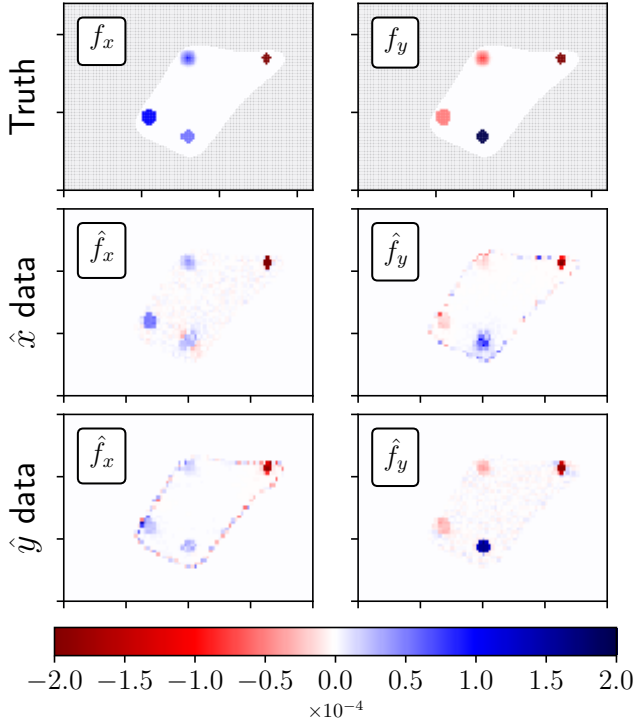 Truth
f_x
f_y
x̂ data
f̂_x
f̂_y
ŷ data
f̂_x
f̂_y
−2.0 −1.5 −1.0 −0.5 0.0 0.5 1.0 1.5 2.0
×10⁻⁴